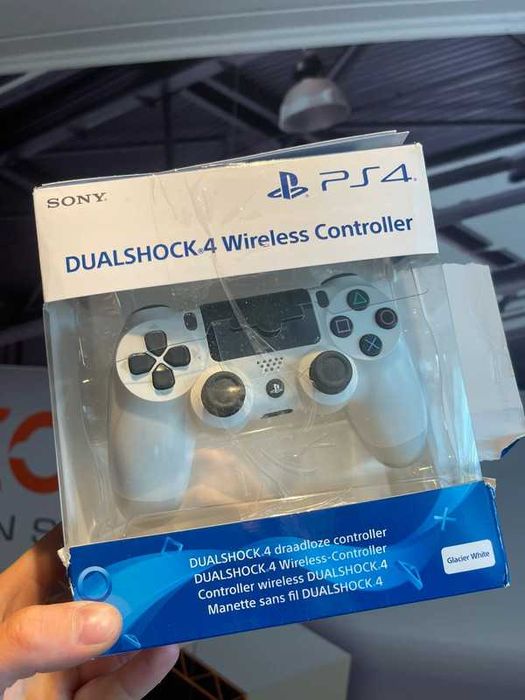 SONY
PS4
DUALSHOCK®4 Wireless Controller
DUALSHOCK®4 draadloze controller
DUALSHOCK®4 Wireless-Controller
Controller wireless DUALSHOCK®4
Manette sans fil DUALSHOCK®4
Glacier White